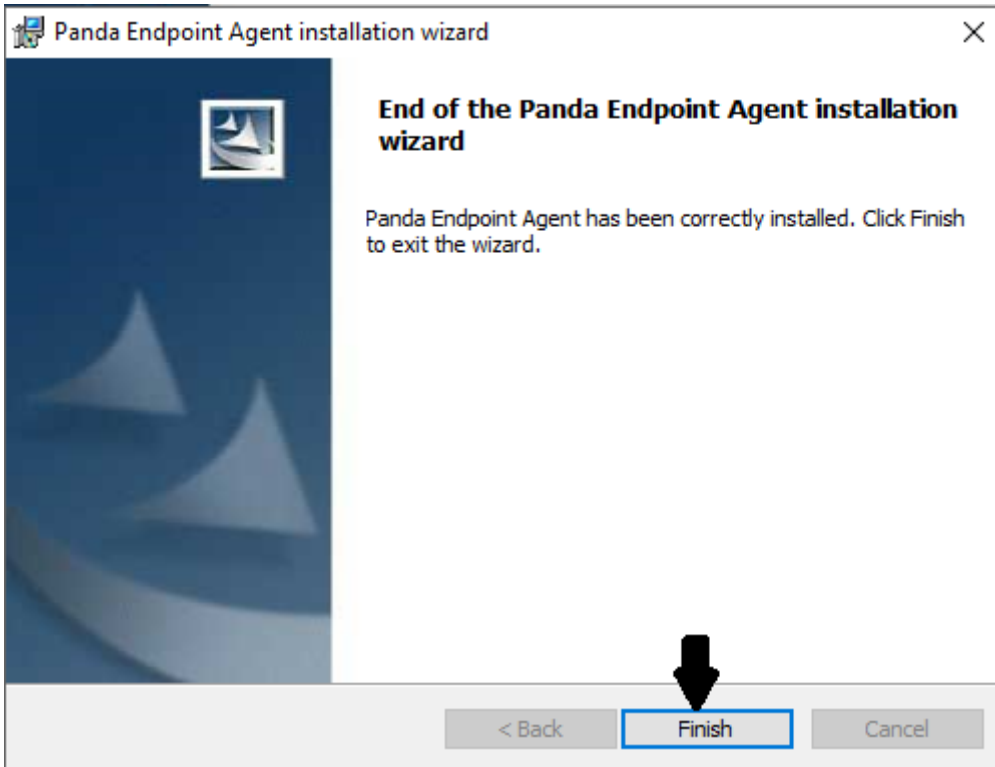 Panda Endpoint Agent installation wizard
End of the Panda Endpoint Agent installation
wizard
Panda Endpoint Agent has been correctly installed. Click Finish
to exit the wizard.
< Back
Finish
Cancel